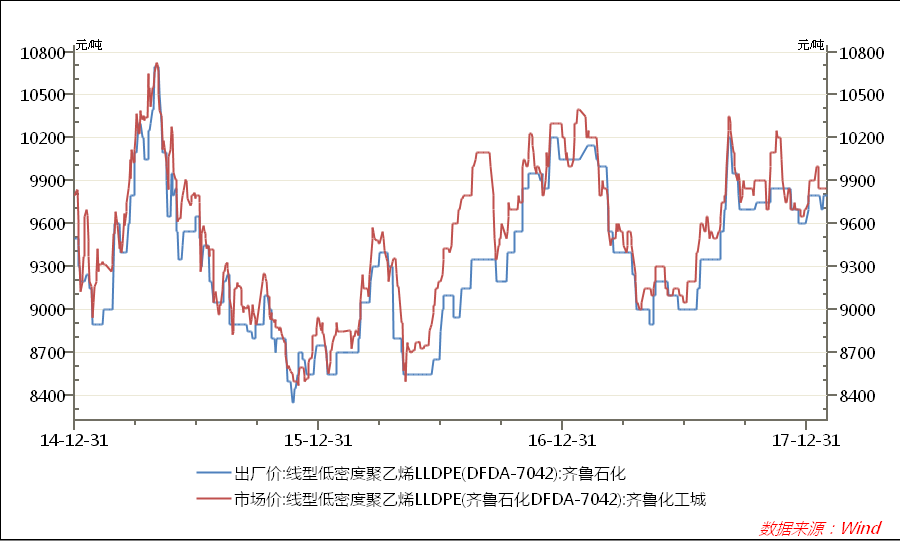 元/吨 元/吨
10800 10800
10500 10500
10200 10200
9900 9900
9600 9600
9300 9300
9000 9000
8700 8700
8400 8400
14-12-31 15-12-31 16-12-31 17-12-31
出厂价:线型低密度聚乙烯LLDPE(DFDA-7042):齐鲁石化
市场价:线型低密度聚乙烯LLDPE(齐鲁石化DFDA-7042):齐鲁化工城
数据来源：Wind